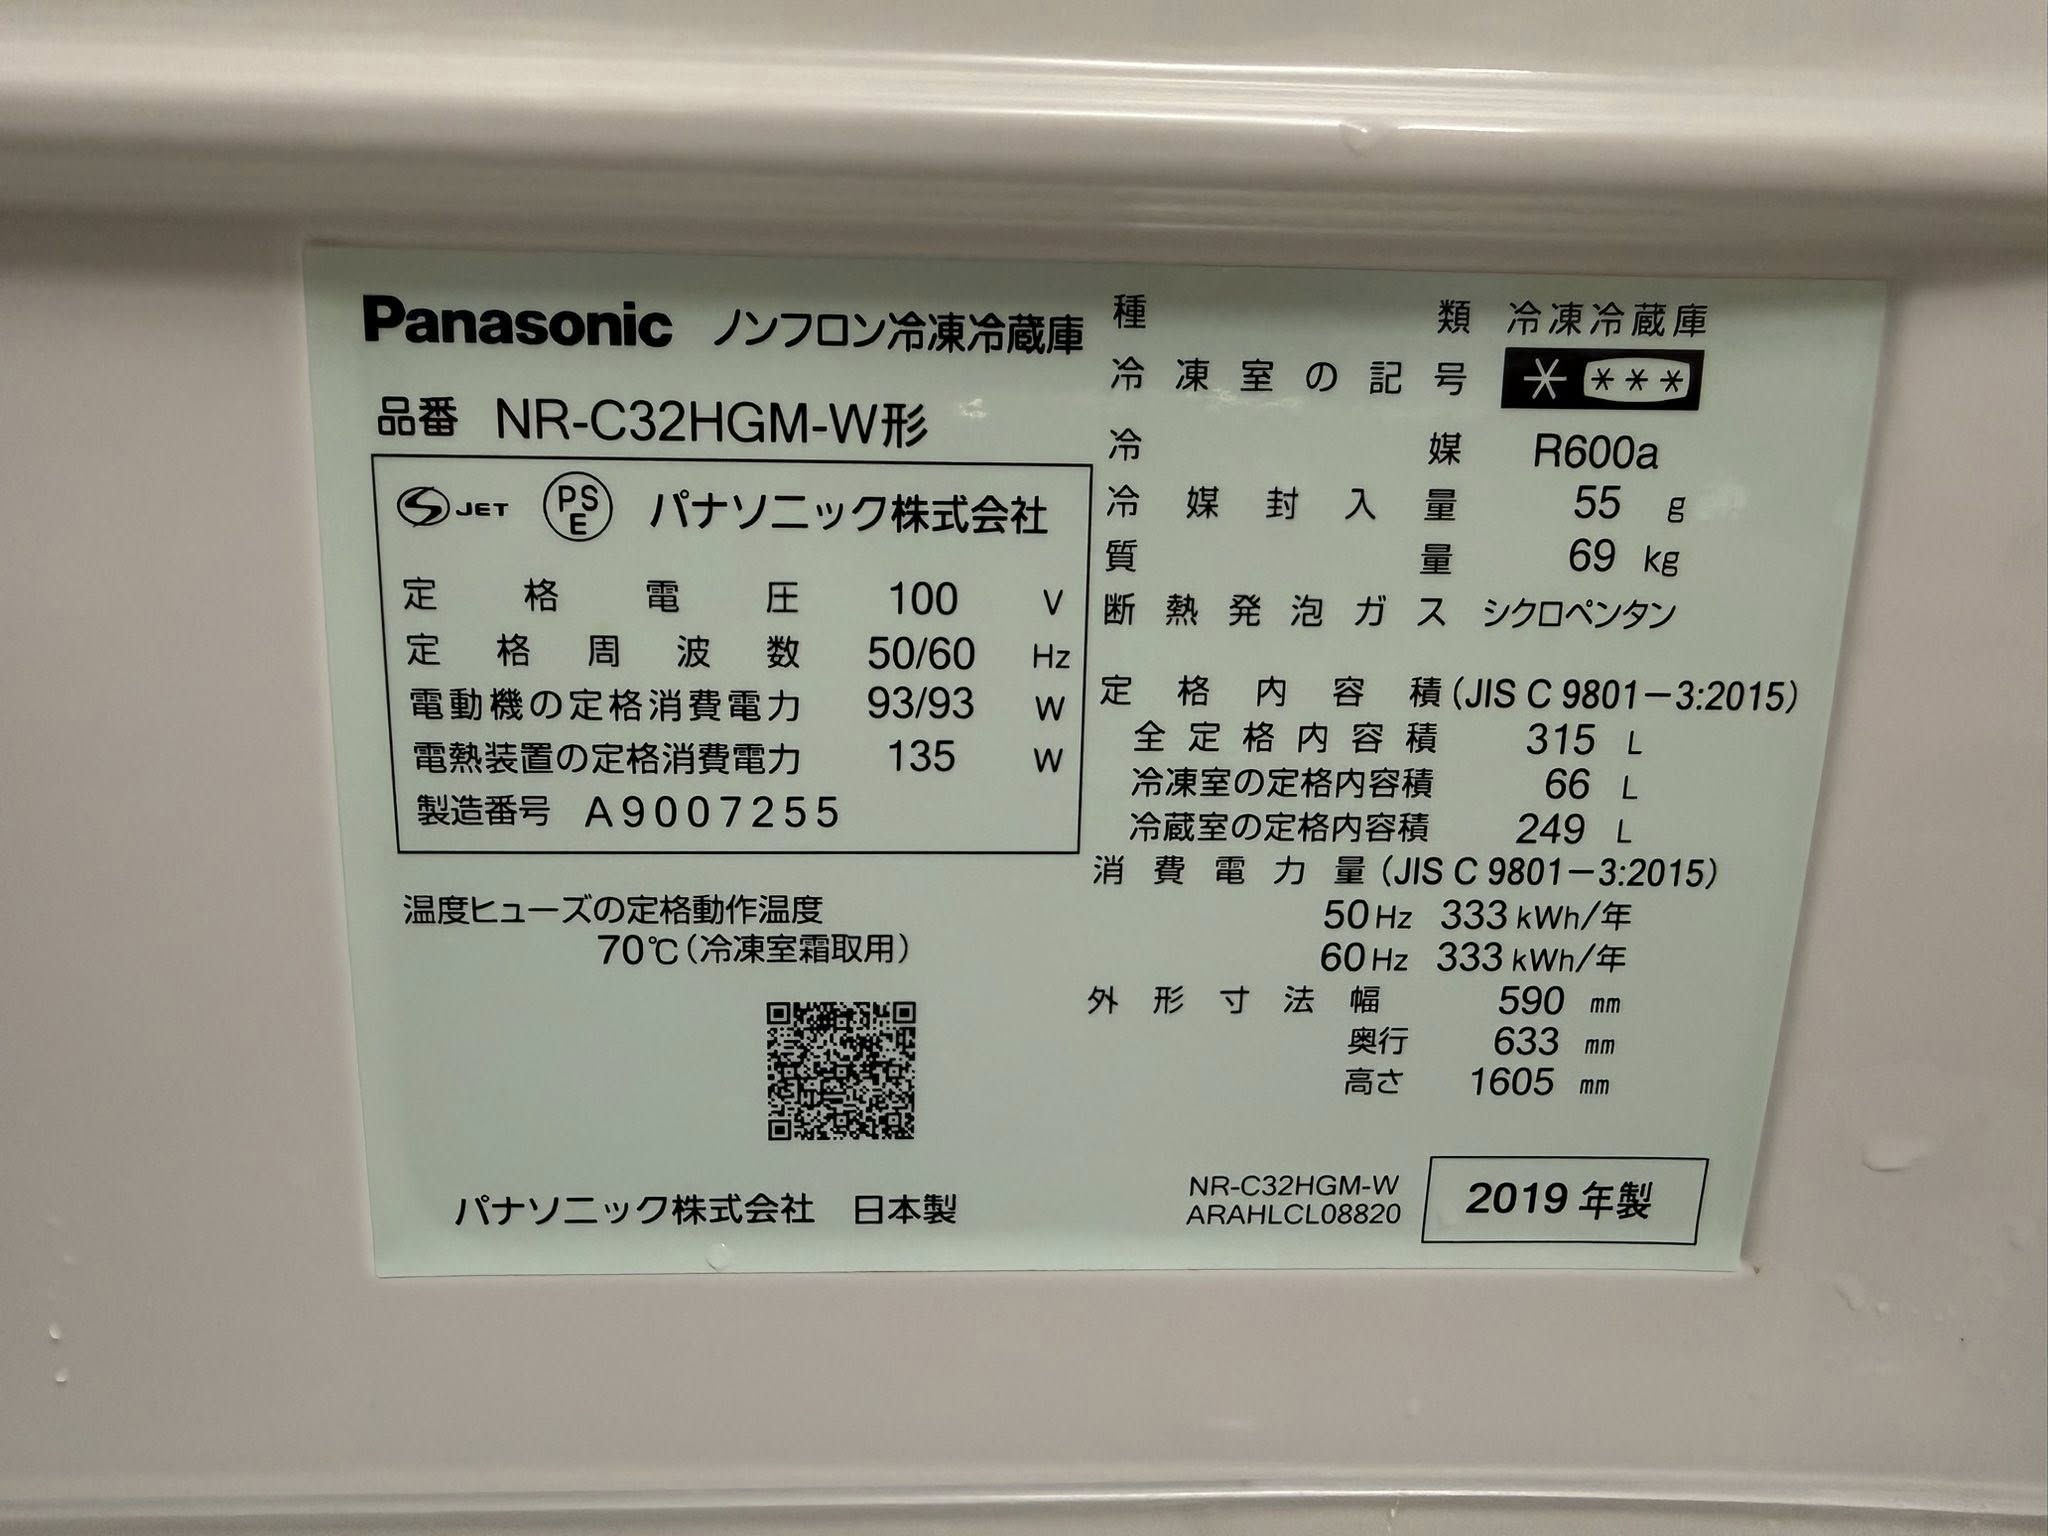 Panasonic ノンフロン冷凍冷蔵庫
品番 NR-C32HGM-W形
JET PSE パナソニック株式会社
定格電圧 100 V
定格周波数 50/60 Hz
電動機の定格消費電力 93/93 W
電熱装置の定格消費電力 135 W
製造番号 A9007255
温度ヒューズの定格動作温度
70℃(冷凍室霜取用)
パナソニック株式会社 日本製
種類 冷凍冷蔵庫
冷凍室の記号 * ***
冷媒 R600a
冷媒封入量 55 g
質量 69 kg
断熱発泡ガス シクロペンタン
定格内容積(JIS C 9801-3:2015)
全定格内容積 315 L
冷凍室の定格内容積 66 L
冷蔵室の定格内容積 249 L
消費電力量(JIS C 9801-3:2015)
50Hz 333kWh/年
60Hz 333kWh/年
外形寸法幅 590 mm
奥行 633 mm
高さ 1605 mm
NR-C32HGM-W
ARAHLCL08820
2019年製